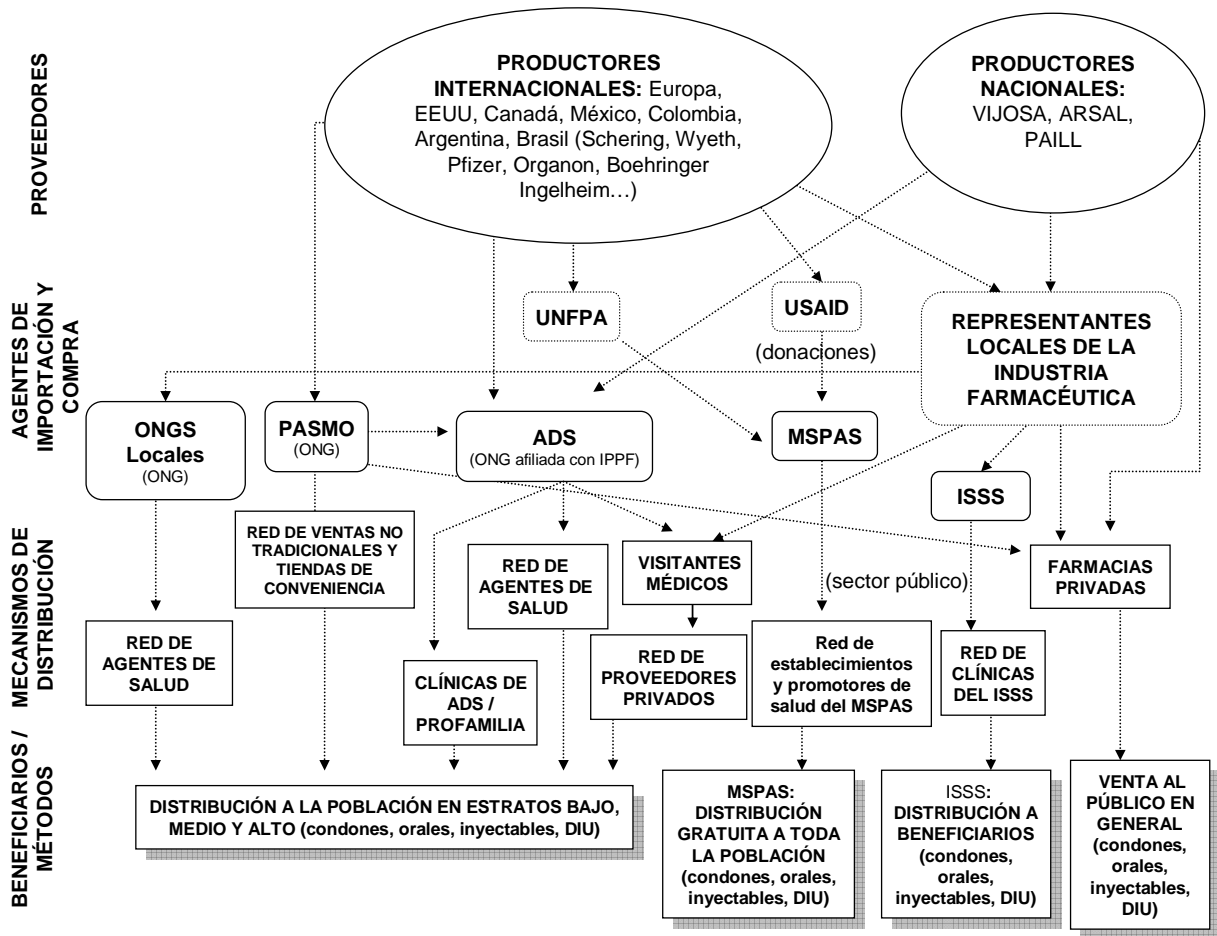 PROVEEDORES
PRODUCTORES
INTERNACIONALES: Europa,
EEUU, Canadá, México, Colombia,
Argentina, Brasil (Schering, Wyeth,
Pfizer, Organon, Boehringer
Ingelheim…)
PRODUCTORES
NACIONALES:
VIJOSA, ARSAL,
PAILL
AGENTES DE
IMPORTACIÓN Y
COMPRA
UNFPA
USAID
(donaciones)
REPRESENTANTES
LOCALES DE LA
INDUSTRIA
FARMACÉUTICA
ONGS
Locales
(ONG)
PASMO
(ONG)
ADS
(ONG afiliada con IPPF)
MSPAS
ISSS
MECANISMOS DE
DISTRIBUCIÓN
RED DE VENTAS NO
TRADICIONALES Y
TIENDAS DE
CONVENIENCIA
RED DE
AGENTES DE
SALUD
VISITANTES
MÉDICOS
(sector público)
FARMACIAS
PRIVADAS
RED DE
AGENTES DE
SALUD
CLÍNICAS DE
ADS /
PROFAMILIA
RED DE
PROVEEDORES
PRIVADOS
Red de
establecimientos
y promotores de
salud del MSPAS
RED DE
CLÍNICAS
DEL ISSS
BENEFICIARIOS /
MÉTODOS
DISTRIBUCIÓN A LA POBLACIÓN EN ESTRATOS BAJO,
MEDIO Y ALTO (condones, orales, inyectables, DIU)
MSPAS:
DISTRIBUCIÓN
GRATUITA A TODA
LA POBLACIÓN
(condones, orales,
inyectables, DIU)
ISSS:
DISTRIBUCIÓN A
BENEFICIARIOS
(condones,
orales,
inyectables, DIU)
VENTA AL
PÚBLICO EN
GENERAL
(condones,
orales,
inyectables,
DIU)